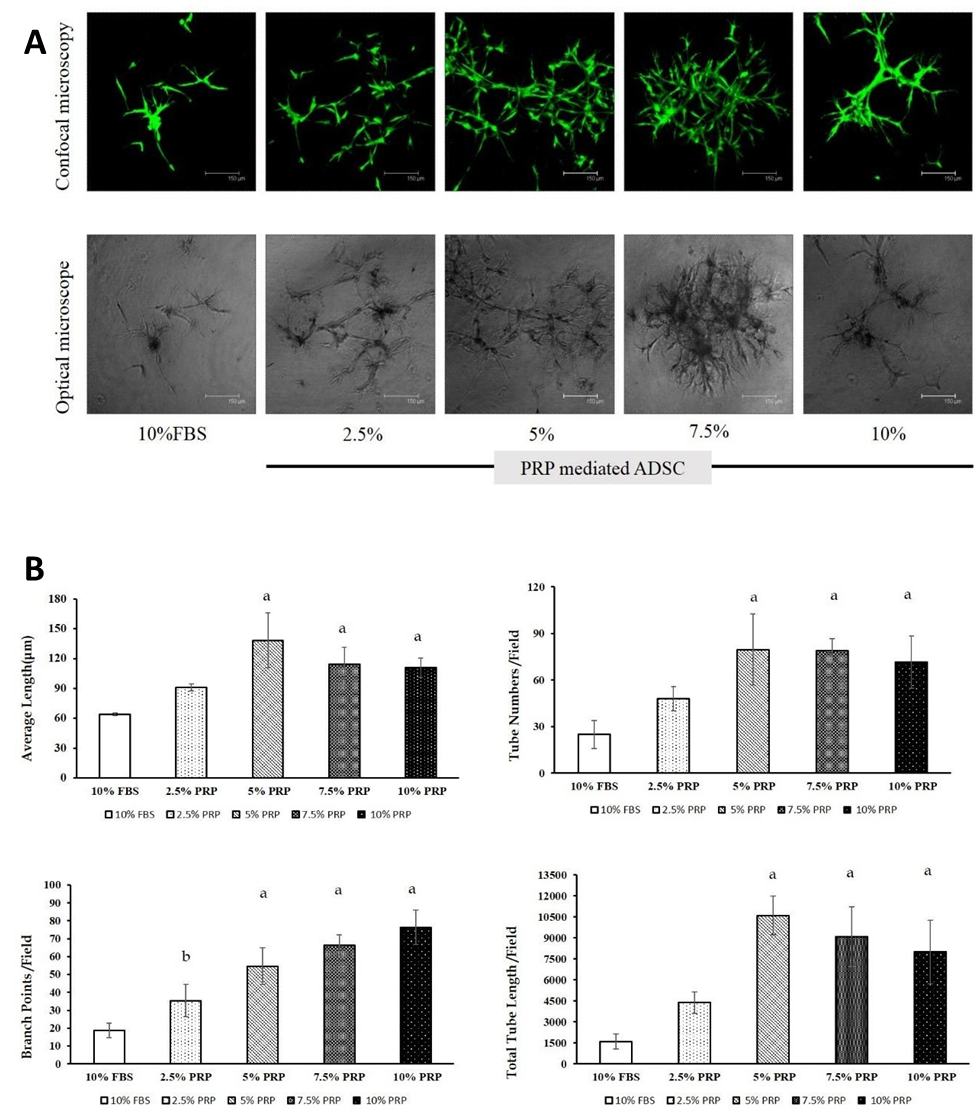 A
Confocal microscopy
150 μm
150 μm
150 μm
150 μm
150 μm
Optical microscope
150 μm
150 μm
150 μm
150 μm
150 μm
10%FBS
2.5%
5%
7.5%
10%
PRP mediated ADSC
B
Average Length(μm)
180
150
120
90
60
30
0
a
a
a
10% FBS
2.5% PRP
5% PRP
7.5% PRP
10% PRP
10% FBS 2.5% PRP 5% PRP 7.5% PRP 10% PRP
Tube Numbers /Field
120
90
60
30
0
a
a
a
10% FBS
2.5% PRP
5% PRP
7.5% PRP
10% PRP
10% FBS 2.5% PRP 5% PRP 7.5% PRP 10% PRP
Branch Points /Field
100
90
80
70
60
50
40
30
20
10
0
b
a
a
a
10% FBS
2.5% PRP
5% PRP
7.5% PRP
10% PRP
10% FBS 2.5% PRP 5% PRP 7.5% PRP 10% PRP
Total Tube Length /Field
13500
12000
10500
9000
7500
6000
4500
3000
1500
0
a
a
a
10% FBS
2.5% PRP
5% PRP
7.5% PRP
10% PRP
10% FBS 2.5% PRP 5% PRP 7.5% PRP 10% PRP